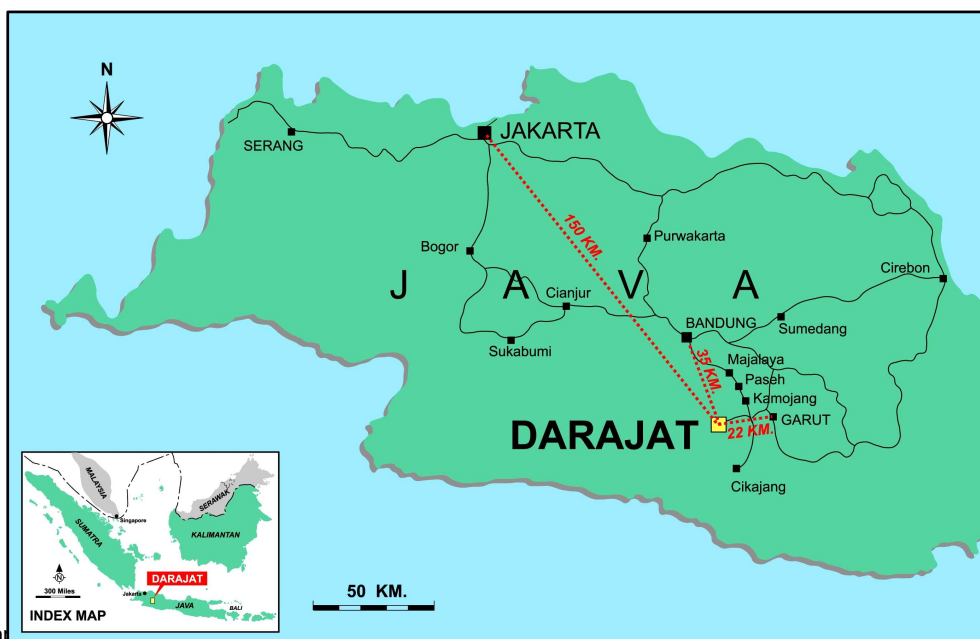 N
JAKARTA
SERANG
150 KM.
Bogor
Purwakarta
Cirebon
J A V A
Cianjur
BANDUNG
Sumedang
Sukabumi
35 KM.
Majalaya
Paseh
Kamojang
DARAJAT
GARUT
22 KM.
Cikajang
MALAYSIA
SERAWAK
Singapore
SUMATRA
KALIMANTAN
N
DARAJAT
300 Miles
Jakarta
JAVA
BALI
INDEX MAP
50 KM.